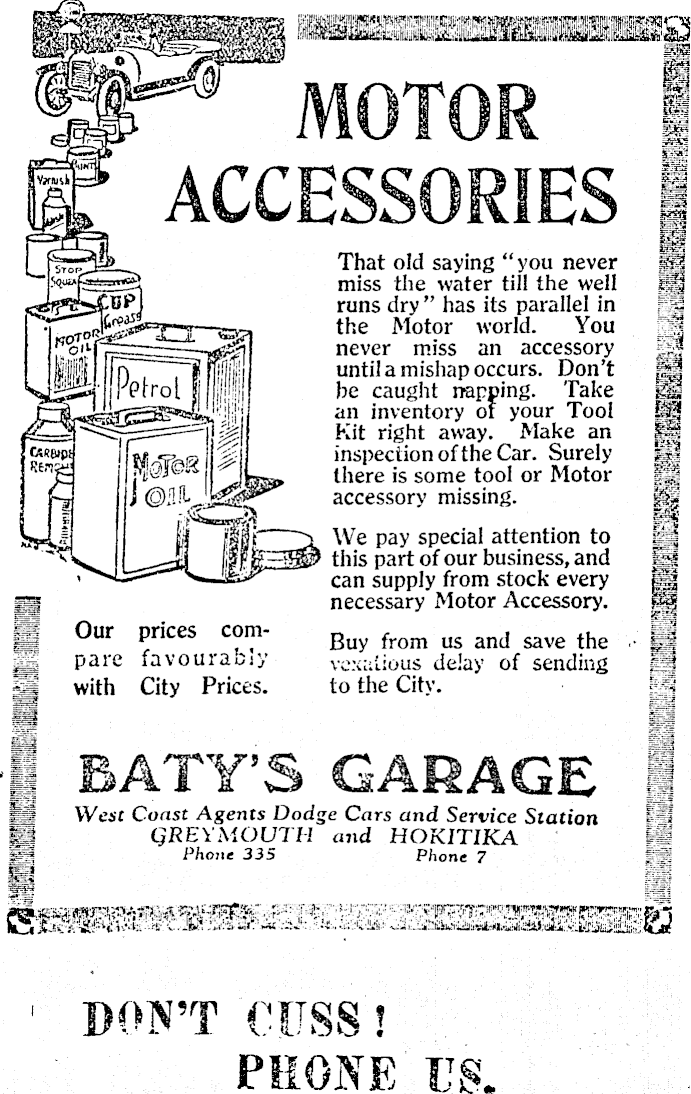 MOTOR
ACCESSORIES
Varnish
PAINT
STOP
SQUEAK
CUP
Grease
MOTOR
OIL
Petrol
CARBIDE
MOTOR
OIL
That old saying "you never
miss the water till the well
runs dry" has its parallel in
the Motor world. You
never miss an accessory
until a mishap occurs. Don't
be caught napping. Take
an inventory of your Tool
Kit right away. Make an
inspection of the Car. Surely
there is some tool or Motor
accessory missing.
We pay special attention to
this part of our business, and
can supply from stock every
necessary Motor Accessory.
Our prices com-
pare favourably
with City Prices.
Buy from us and save the
vexatious delay of sending
to the City.
BATY'S GARAGE
West Coast Agents Dodge Cars and Service Station
GREYMOUTH and HOKITIKA
Phone 335 Phone 7
DON'T CUSS!
PHONE US.